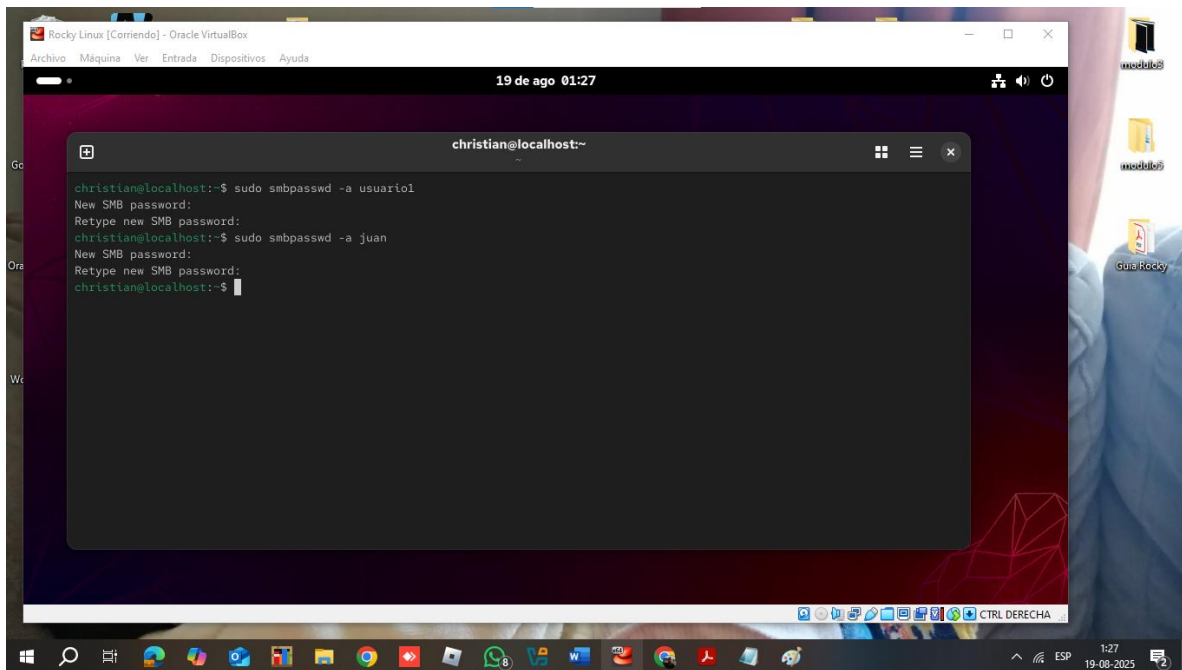 Rocky Linux [Corriendo] - Oracle VirtualBox
Archivo Máquina Ver Entrada Dispositivos Ayuda
19 de ago 01:27
christian@localhost:~
~
christian@localhost:~$ sudo smbpasswd -a usuario1
New SMB password:
Retype new SMB password:
christian@localhost:~$ sudo smbpasswd -a juan
New SMB password:
Retype new SMB password:
christian@localhost:~$
CTRL DERECHA
modulo5
Guia Rocky
ESP
1:27
19-08-2025